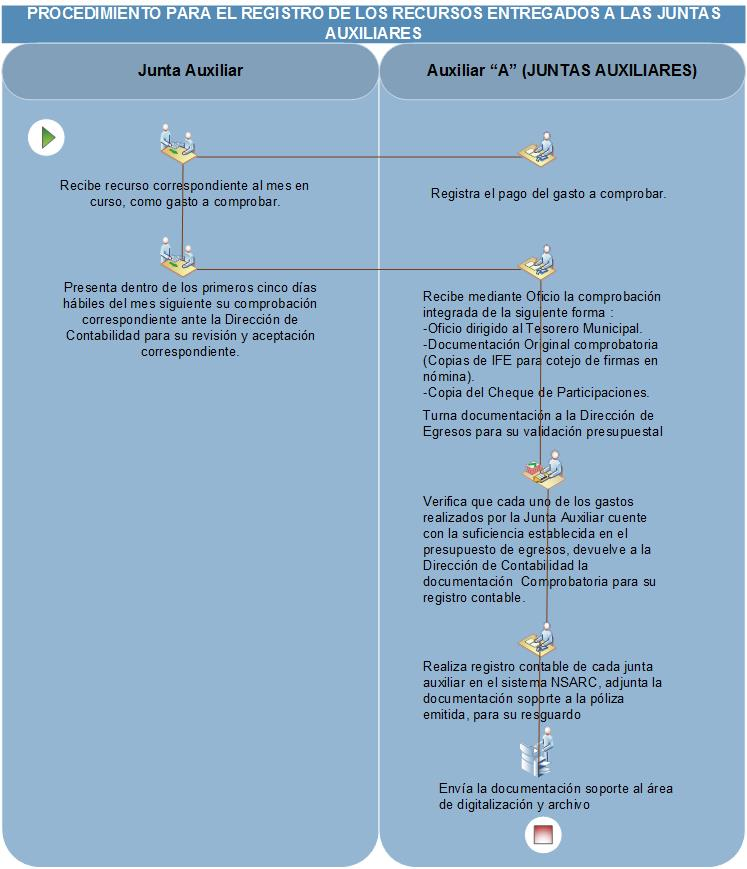 PROCEDIMIENTO PARA EL REGISTRO DE LOS RECURSOS ENTREGADOS A LAS JUNTAS
AUXILIARES
Junta Auxiliar
Auxiliar “A” (JUNTAS AUXILIARES)
Recibe recurso correspondiente al mes en
curso, como gasto a comprobar.
Registra el pago del gasto a comprobar.
Presenta dentro de los primeros cinco días
hábiles del mes siguiente su comprobación
correspondiente ante la Dirección de
Contabilidad para su revisión y aceptación
correspondiente.
Recibe mediante Oficio la comprobación
integrada de la siguiente forma :
-Oficio dirigido al Tesorero Municipal.
-Documentación Original comprobatoria
(Copias de IFE para cotejo de firmas en
nómina).
-Copia del Cheque de Participaciones.
Turna documentación a la Dirección de
Egresos para su validación presupuestal
Verifica que cada uno de los gastos
realizados por la Junta Auxiliar cuente
con la suficiencia establecida en el
presupuesto de egresos, devuelve a la
Dirección de Contabilidad la
documentación Comprobatoria para su
registro contable.
Realiza registro contable de cada junta
auxiliar en el sistema NSARC, adjunta la
documentación soporte a la póliza
emitida, para su resguardo
Envía la documentación soporte al área
de digitalización y archivo